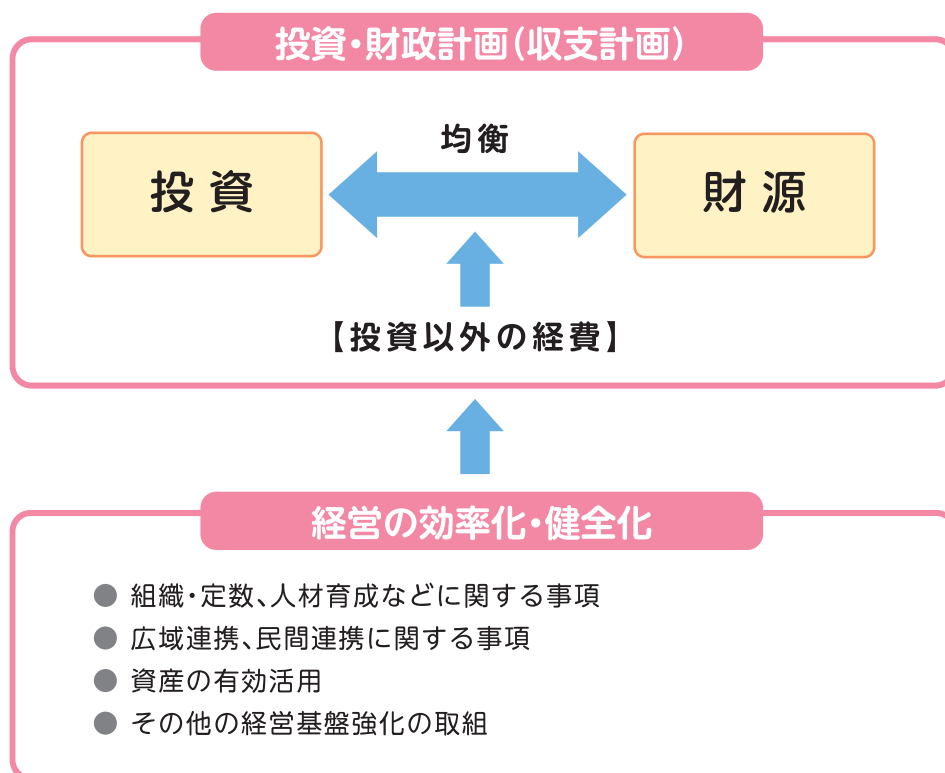 投資・財政計画（収支計画）
均衡
投資
財源
【投資以外の経費】
経営の効率化・健全化
● 組織・定数、人材育成などに関する事項
● 広域連携、民間連携に関する事項
● 資産の有効活用
● その他の経営基盤強化の取組